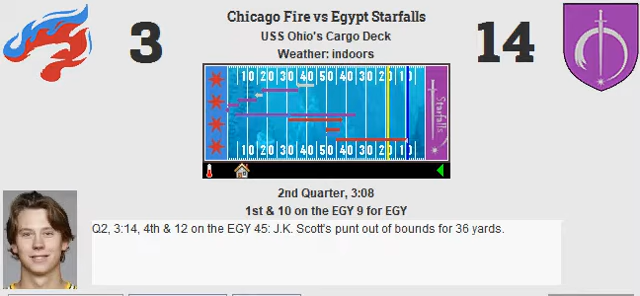 Chicago Fire vs Egypt Starfalls
3
14
USS Ohio's Cargo Deck
Weather: indoors
10 20 30 40 50 40 30 20 10
Starfalls
10 20 30 40 50 40 30 20 10
2nd Quarter, 3:08
1st & 10 on the EGY 9 for EGY
Q2, 3:14, 4th & 12 on the EGY 45: J.K. Scott's punt out of bounds for 36 yards.